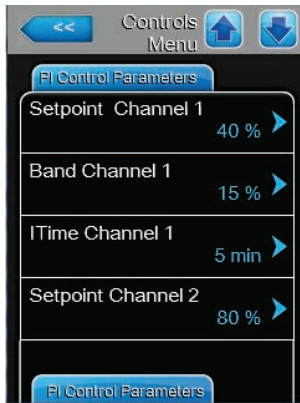 <<
Controls
Menu
PI Control Parameters
Setpoint Channel 1
40 %
Band Channel 1
15 %
ITime Channel 1
5 min
Setpoint Channel 2
80 %
PI Control Parameters